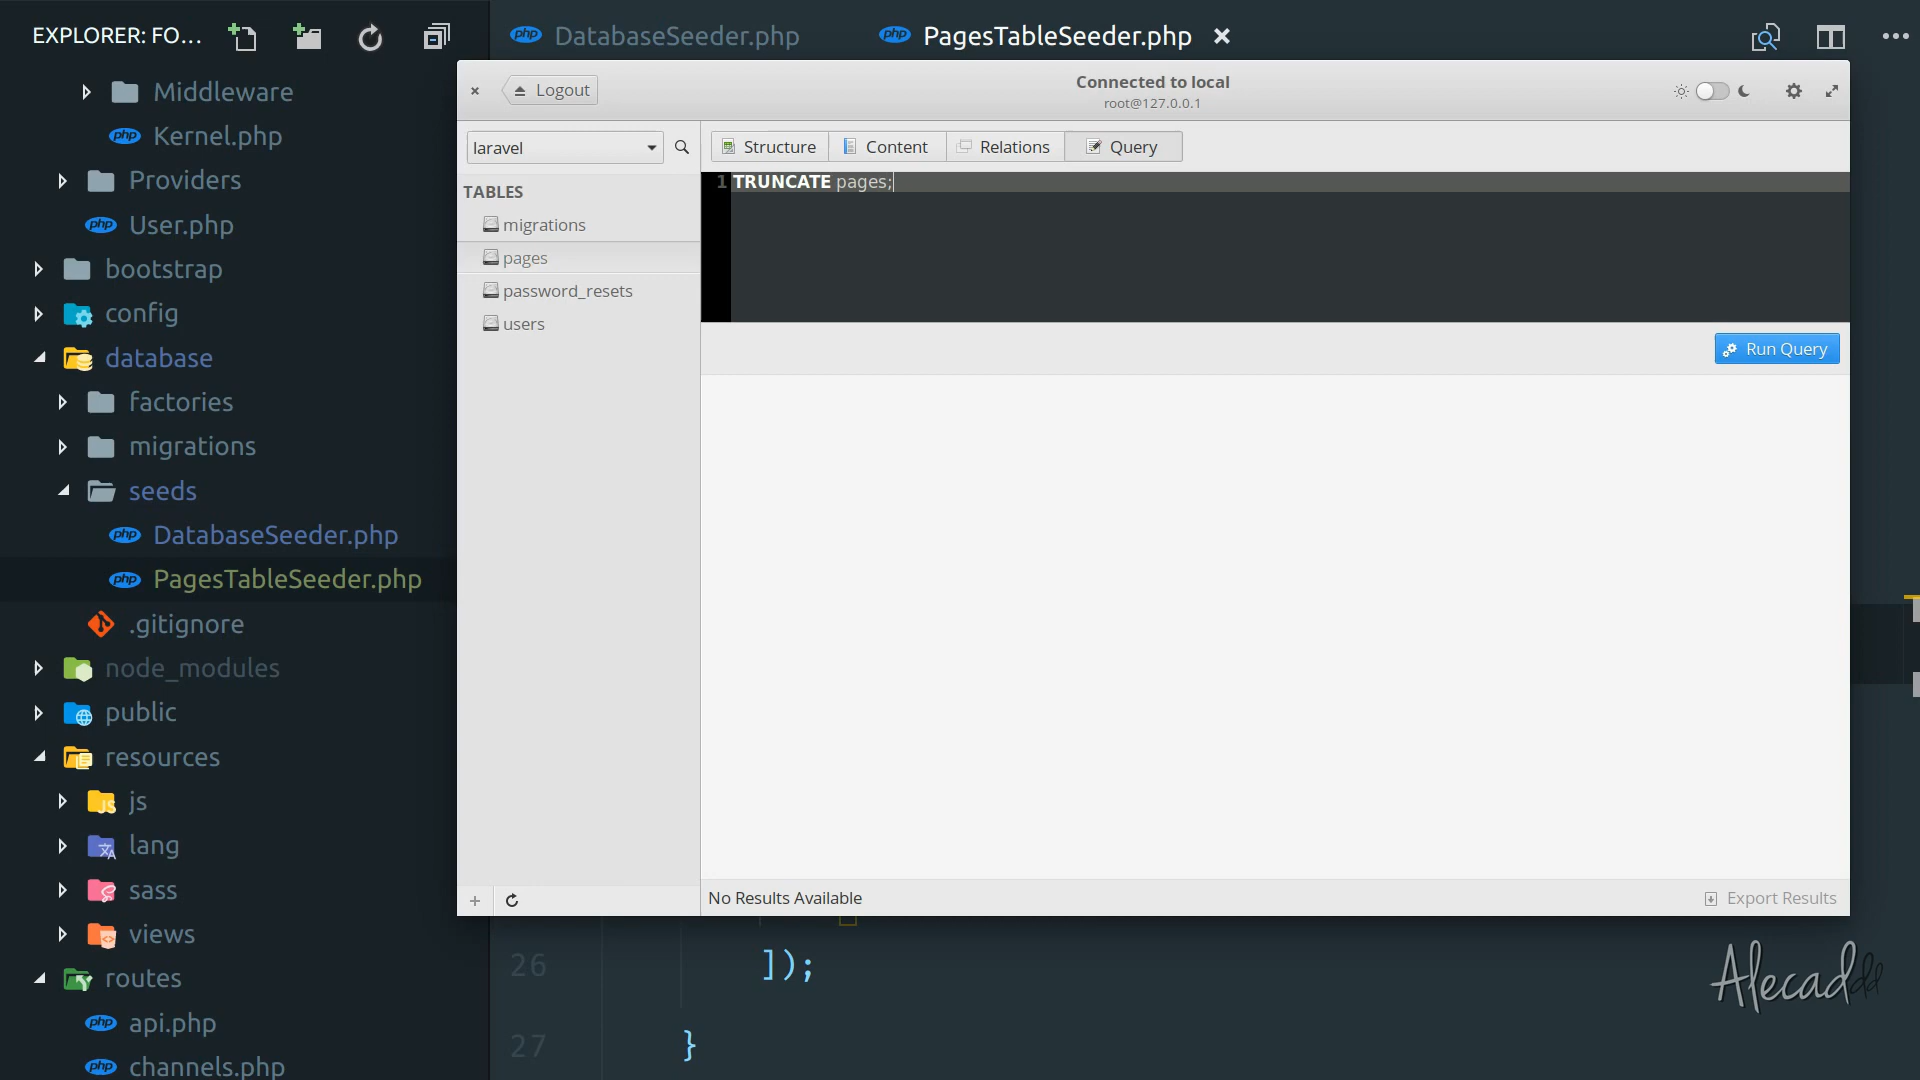 EXPLORER: FO...
Middleware
Kernel.php
Providers
User.php
bootstrap
config
database
factories
migrations
seeds
DatabaseSeeder.php
PagesTableSeeder.php
.gitignore
node_modules
public
resources
js
lang
sass
views
routes
api.php
channels.php
DatabaseSeeder.php
PagesTableSeeder.php
Logout
Connected to local
root@127.0.0.1
laravel
Structure
Content
Relations
Query
TABLES
migrations
pages
password_resets
users
1 TRUNCATE pages;
Run Query
No Results Available
Export Results
26 ]);
27 }
Alecaddd